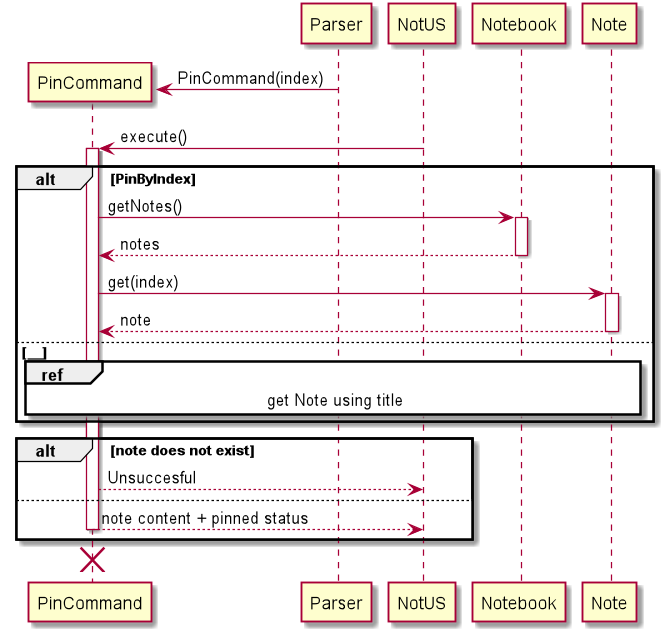 Parser NotUS Notebook Note
PinCommand
PinCommand(index)
execute()
alt [PinByIndex]
getNotes()
notes
get(index)
note
[__]
ref
get Note using title
alt [note does not exist]
Unsuccesful
note content + pinned status
PinCommand Parser NotUS Notebook Note